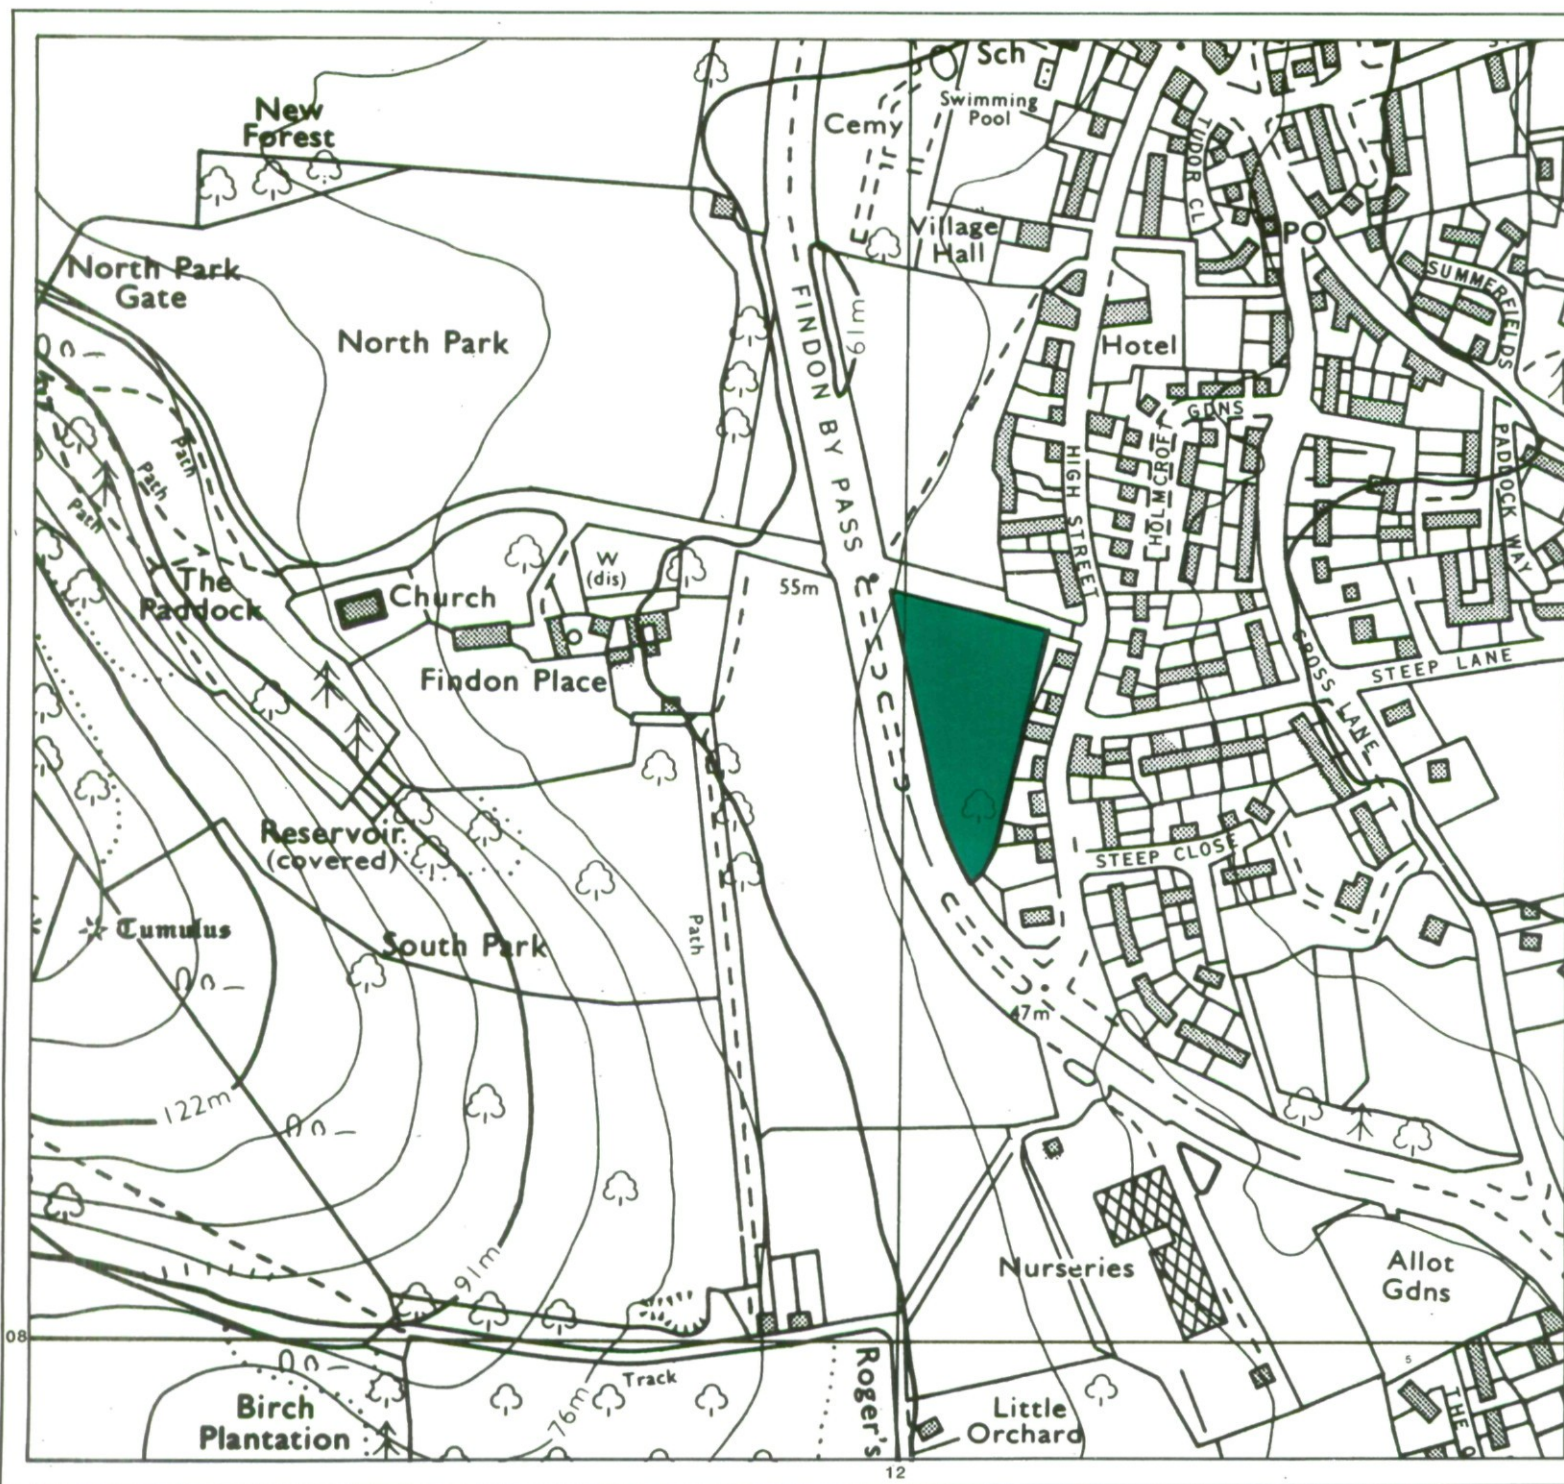 Sch
New
Forest
Swimming
Pool
Cemy
TUDOR CL
Village
Hall
PO
North Park
Gate
SUMMERFIELDS
61m
FINDON BY PASS
North Park
Hotel
GDNS
HOLMCROFT
PADDOCK WAY
HIGH STREET
Path
Path
Path
W
(dis)
The
Paddock
Church
55m
CROSS LANE
STEEP LANE
Findon Place
Reservoir
(covered)
STEEP CLOSE
Tumulus
South Park
Path
47m
122m
91m
Nurseries
Allot
Gdns
08
5
Track
Roger's
76m
Birch
Plantation
Little
Orchard
THE
12